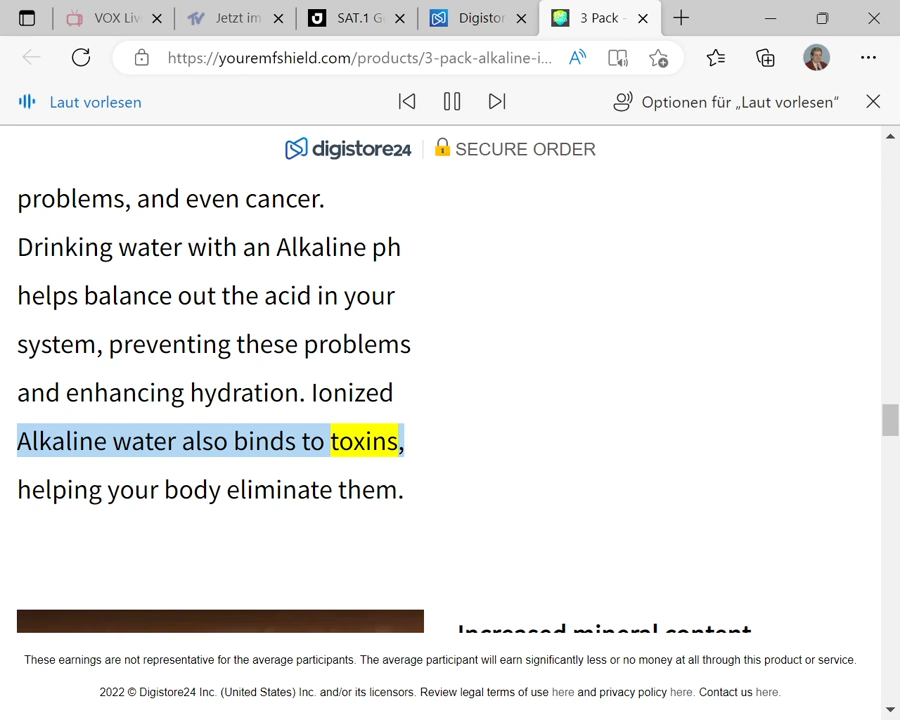 VOX Liv
Jetzt im
SAT.1 G
Digistor
3 Pack -
https://youremfshield.com/products/3-pack-alkaline-i...
Laut vorlesen
Optionen für „Laut vorlesen“
digistore24
SECURE ORDER
problems, and even cancer.
Drinking water with an Alkaline ph
helps balance out the acid in your
system, preventing these problems
and enhancing hydration. Ionized
Alkaline water also binds to toxins,
helping your body eliminate them.
Increased mineral content
These earnings are not representative for the average participants. The average participant will earn significantly less or no money at all through this product or service.
2022 © Digistore24 Inc. (United States) Inc. and/or its licensors. Review legal terms of use here and privacy policy here. Contact us here.